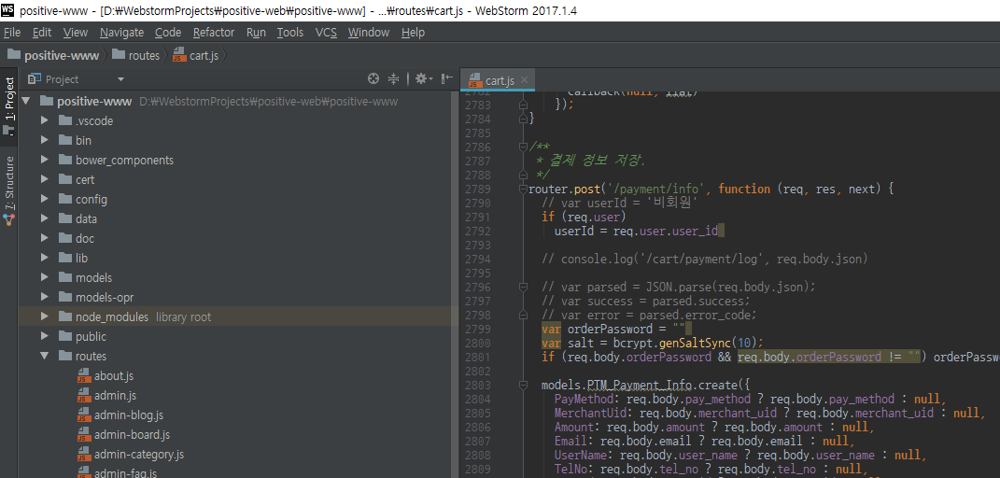 positive-www - [D:\WebstormProjects\positive-web\positive-www] - ...\routes\cart.js - WebStorm 2017.1.4
File Edit View Navigate Code Refactor Run Tools VCS Window Help
positive-www routes cart.js
Project
cart.js
1: Project
7: Structure
positive-www D:\WebstormProjects\positive-web\positive-www
.vscode
bin
bower_components
cert
config
data
doc
lib
models
models-opr
node_modules library root
public
routes
about.js
admin.js
admin-blog.js
admin-board.js
admin-category.js
admin-faq.js
2782 callback(null, list)
2783 });
2784 }
2785
2786 /**
2787 * 결제 정보 저장.
2788 */
2789 router.post('/payment/info', function (req, res, next) {
2790 // var userId = '비회원'
2791 if (req.user)
2792 userId = req.user.user_id
2793
2794 // console.log('/cart/payment/log', req.body.json)
2795
2796 // var parsed = JSON.parse(req.body.json);
2797 // var success = parsed.success;
2798 // var error = parsed.error_code;
2799 var orderPassword = ""
2800 var salt = bcrypt.genSaltSync(10);
2801 if (req.body.orderPassword && req.body.orderPassword != "") orderPassw
2802
2803 models.PTM_Payment_Info.create({
2804 PayMethod: req.body.pay_method ? req.body.pay_method : null,
2805 MerchantUid: req.body.merchant_uid ? req.body.merchant_uid : null,
2806 Amount: req.body.amount ? req.body.amount : null,
2807 Email: req.body.email ? req.body.email : null,
2808 UserName: req.body.user_name ? req.body.user_name : null,
2809 TelNo: req.body.tel_no ? req.body.tel_no : null,